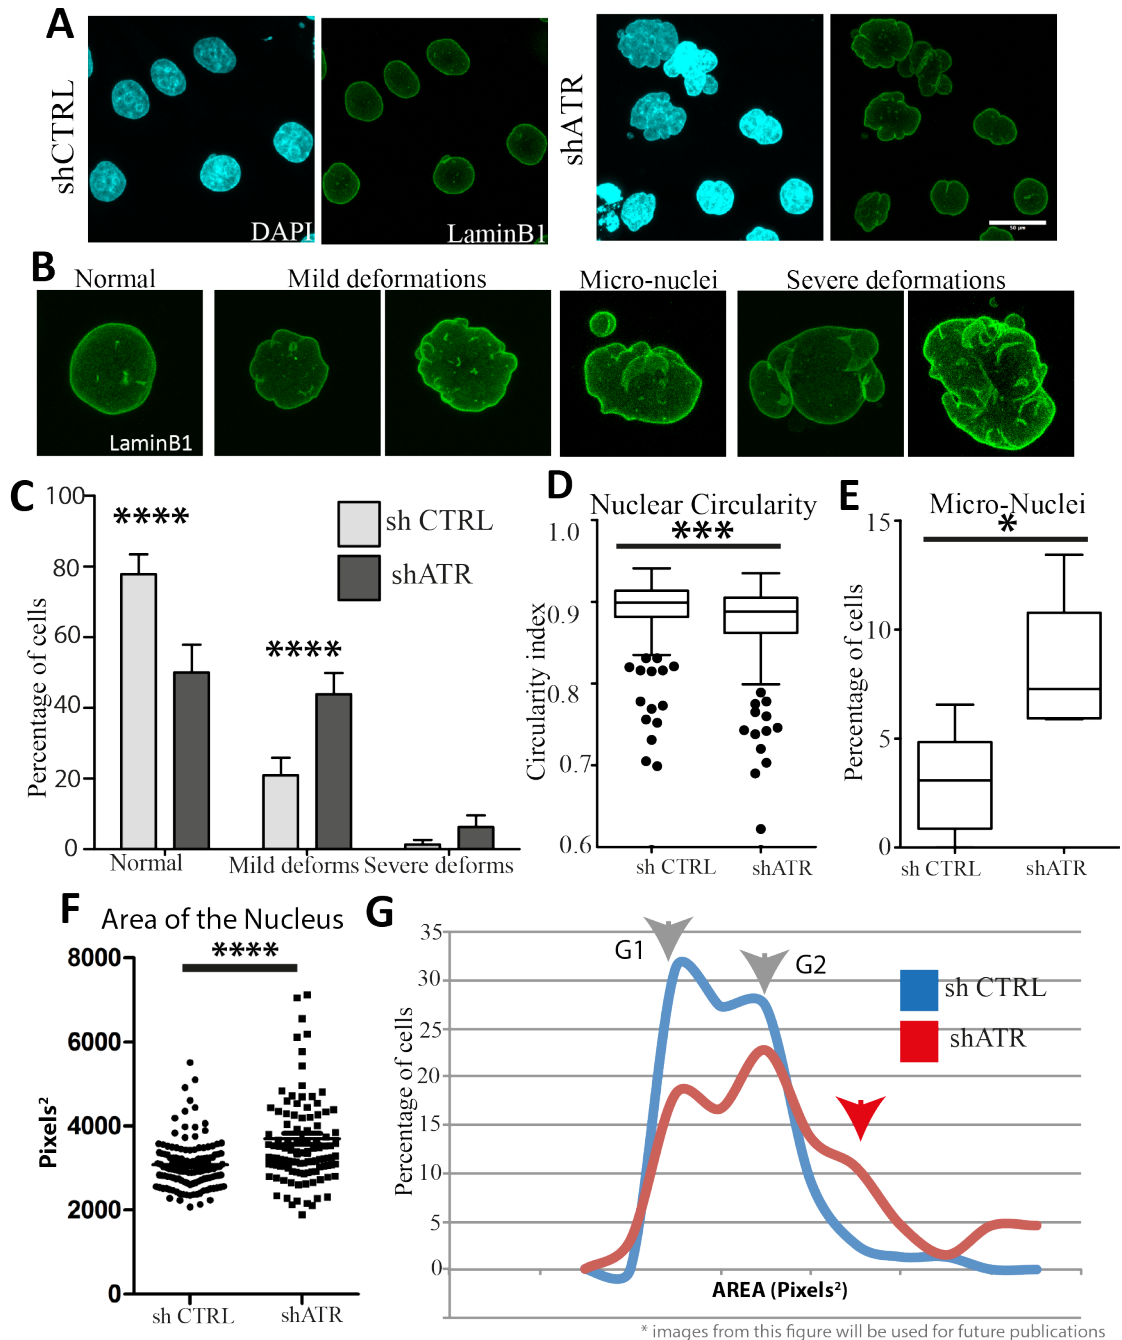 A
shCTRL
DAPI
LaminB1
shATR
50 µm
B
Normal
Mild deformations
Micro-nuclei
Severe deformations
LaminB1
C
Percentage of cells
100
80
60
40
20
0
****
****
sh CTRL
shATR
Normal
Mild deforms
Severe deforms
D
Nuclear Circularity
***
Circularity index
1.0
0.9
0.8
0.7
0.6
sh CTRL
shATR
E
Micro-Nuclei
*
Percentage of cells
15
10
5
0
sh CTRL
shATR
F
Area of the Nucleus
****
Pixels²
8000
6000
4000
2000
0
sh CTRL
shATR
G
Percentage of cells
35
30
25
20
15
10
5
0
G1
G2
sh CTRL
shATR
AREA (Pixels²)
* images from this figure will be used for future publications